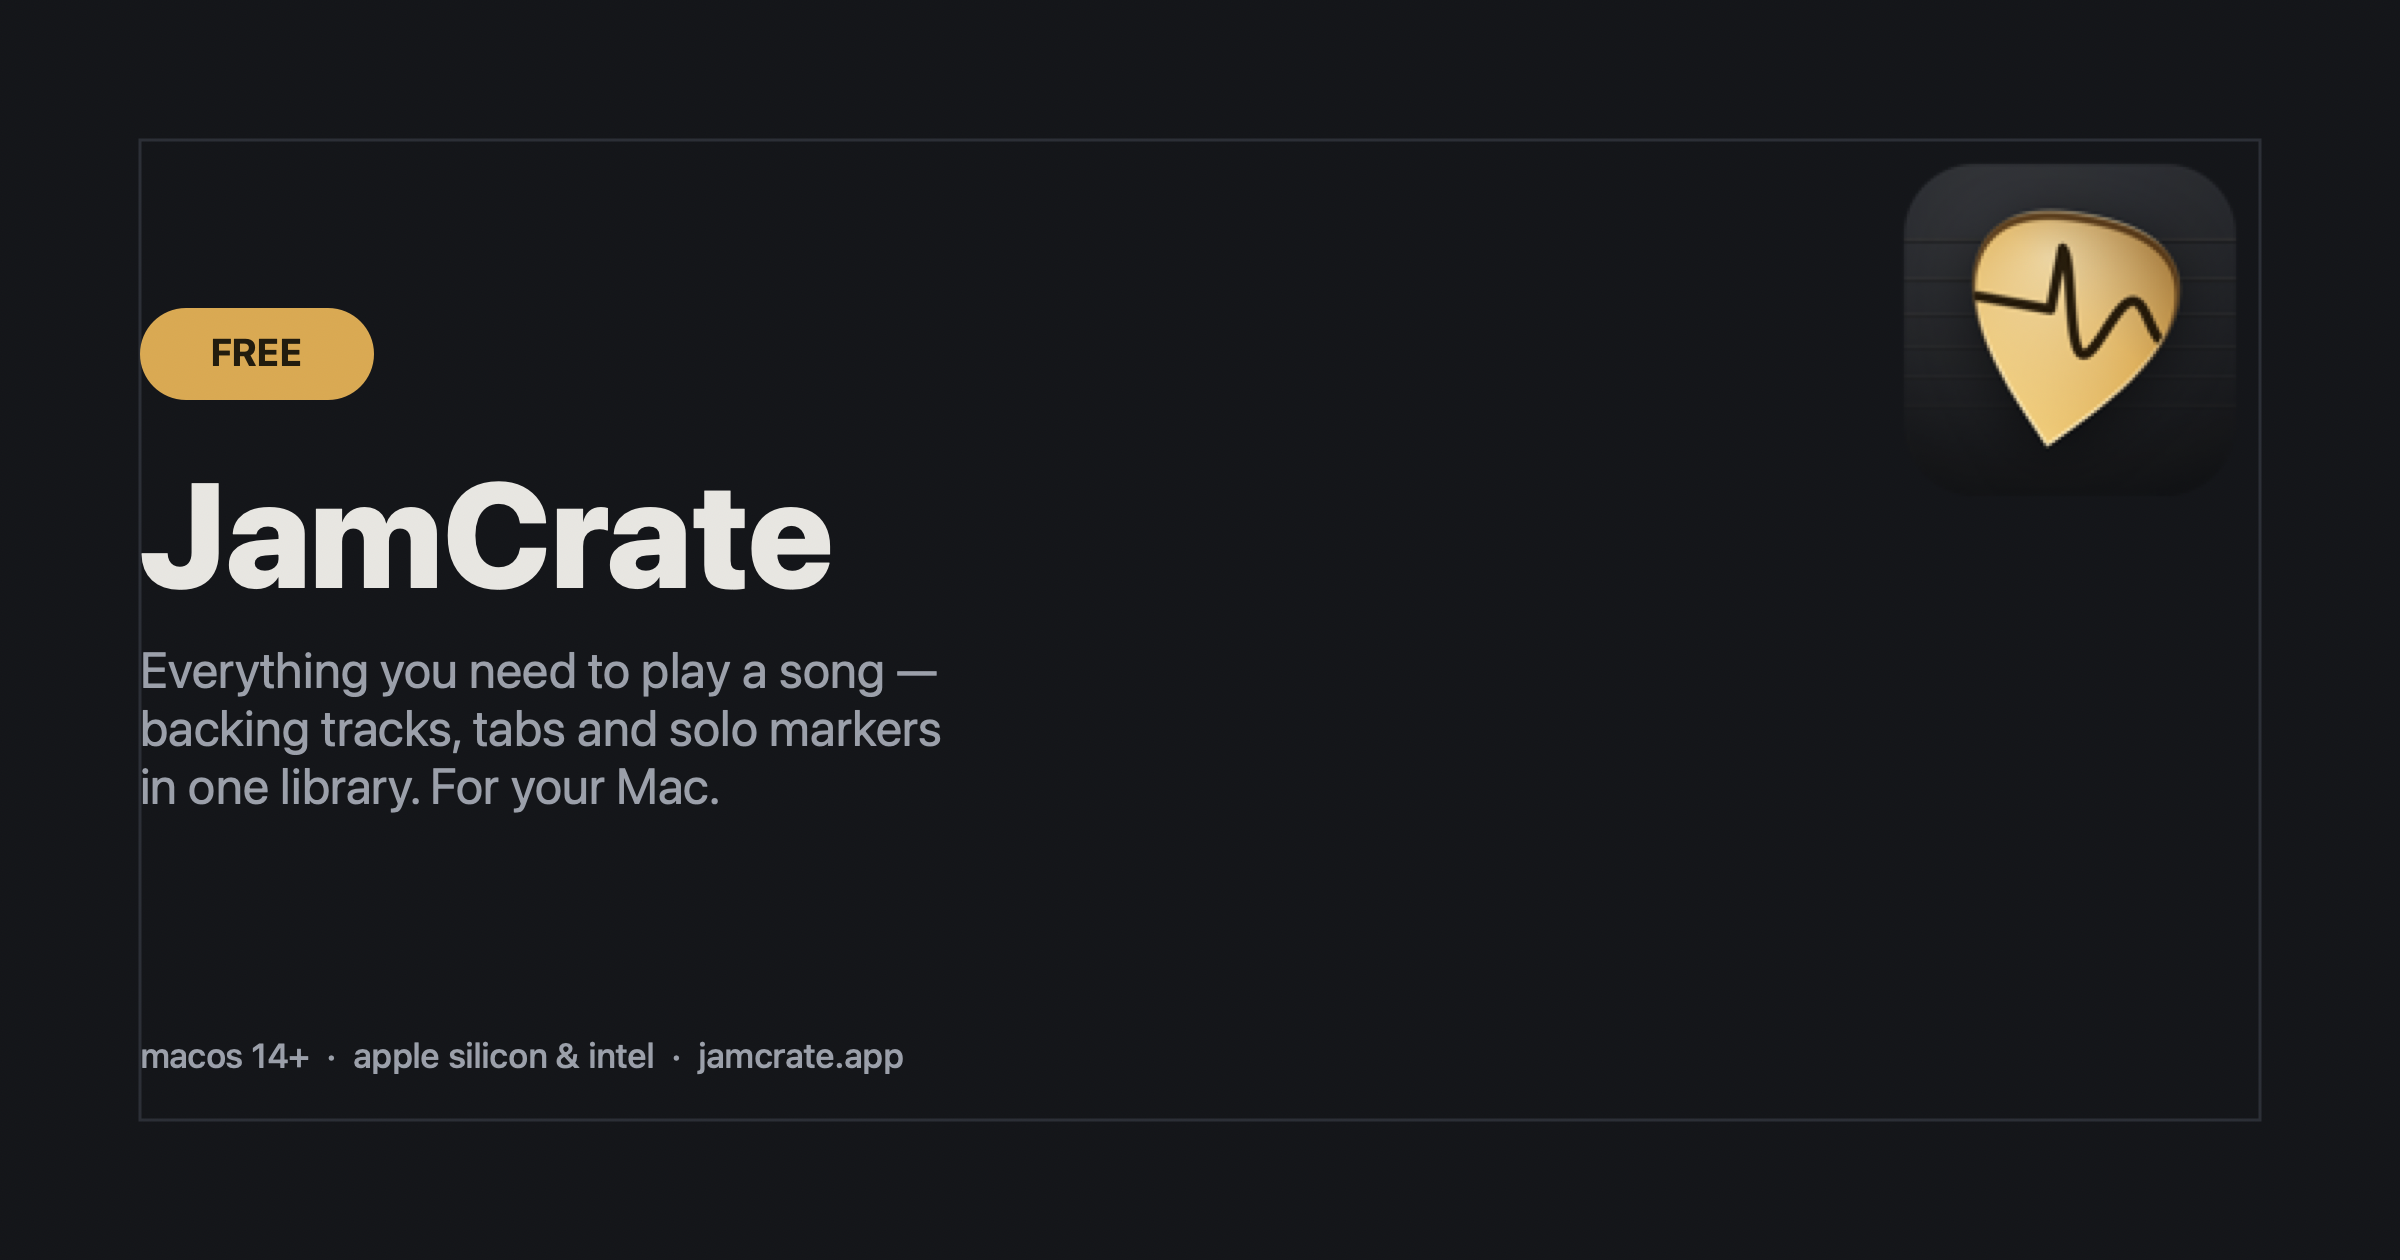 FREE
JamCrate
Everything you need to play a song —
backing tracks, tabs and solo markers
in one library. For your Mac.
macos 14+ · apple silicon & intel · jamcrate.app